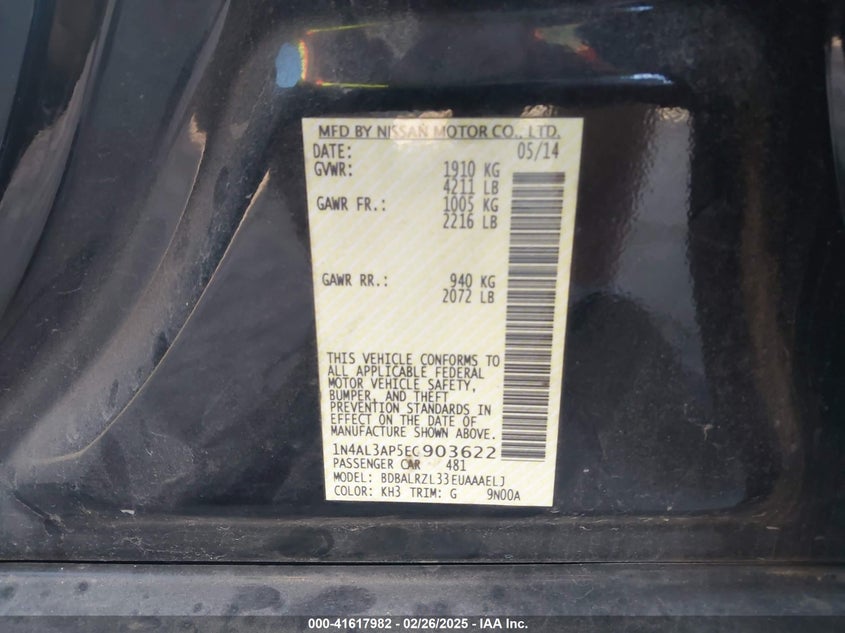 MFD BY NISSAN MOTOR CO., LTD.
DATE: 05/14
GVWR: 1910 KG
4211 LB
GAWR FR.: 1005 KG
2216 LB
GAWR RR.: 940 KG
2072 LB
THIS VEHICLE CONFORMS TO
ALL APPLICABLE FEDERAL
MOTOR VEHICLE SAFETY,
BUMPER, AND THEFT
PREVENTION STANDARDS IN
EFFECT ON THE DATE OF
MANUFACTURE SHOWN ABOVE.
1N4AL3AP5EC903622
PASSENGER CAR 481
MODEL: BDBALRZL33EUAAAELJ
COLOR: KH3 TRIM: G 9N00A
000-41617982 – 02/26/2025 – IAA Inc.